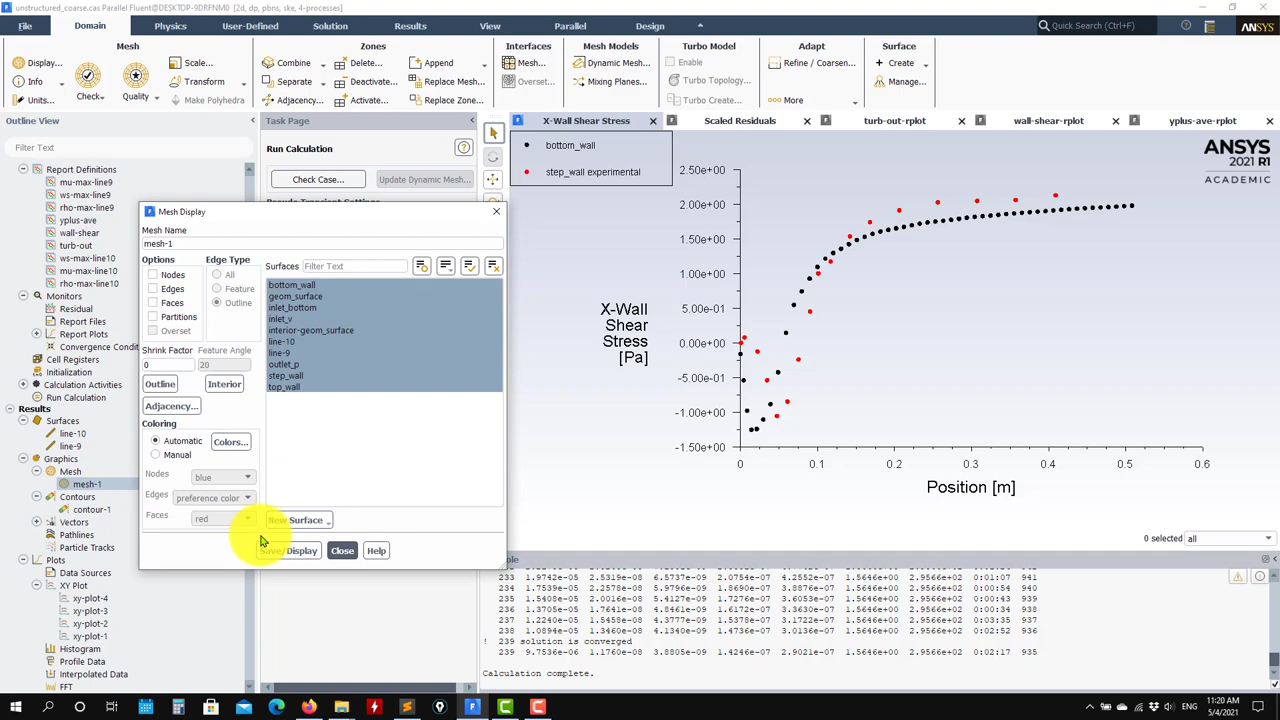 unstructured_coarse.cas Parallel Fluent@DESKTOP-9DRFNM0 [2d, dp, pbns, ske, 4-processes]
File Domain Physics User-Defined Solution Results View Parallel Design Quick Search (Ctrl+F) ANSYS
Mesh Zones Interfaces Mesh Models Turbo Model Adapt Surface
Display... Scale... Combine Delete... Append Mesh... Dynamic Mesh... Enable Refine / Coarsen... Create
Info Transform Separate Deactivate... Replace Mesh... Overset... Mixing Planes... Turbo Topology... Manage...
Units... Check Quality Make Polyhedra Adjacency... Activate... Replace Zone... Turbo Create... More
Outline View
Filter Text
Report Definitions
mu-max-line9
ws-max-line9
rho-max-line9
yplus-ave
wall-shear
turb-out
ws-max-line10
mu-max-line10
rho-max-line10
Monitors
Residual
Report Files
Report Plots
Convergence Condit
Cell Registers
Initialization
Calculation Activities
Run Calculation
Results
Surfaces
line-10
line-9
Graphics
Mesh
mesh-1
Contours
contour-1
Vectors
Pathlines
Particle Tracks
Plots
Data Sources
XY Plot
xy-plot-4
xy-plot-3
xy-plot-2
xy-plot-1
Histogram
Profile Data
Interpolated Data
FFT
Task Page
Run Calculation
Check Case... Update Dynamic Mesh...
Pseudo Transient Settings
Mesh Display
Mesh Name
mesh-1
Options
Nodes
Edges
Faces
Partitions
Overset
Edge Type
All
Feature
Outline
Shrink Factor Feature Angle
0 20
Outline Interior
Adjacency...
Coloring
Automatic Colors...
Manual
Nodes blue
Edges preference color
Faces red
Surfaces Filter Text
bottom_wall
geom_surface
inlet_bottom
inlet_v
interior-geom_surface
line-10
line-9
outlet_p
step_wall
top_wall
New Surface
Save/Display Close Help
X-Wall Shear Stress Scaled Residuals turb-out-rplot wall-shear-rplot yplus-ave-rplot
bottom_wall
step_wall experimental
ANSYS
2021 R1
ACADEMIC
2.50e+00
2.00e+00
1.50e+00
1.00e+00
5.00e-01
0.00e+00
-5.00e-01
-1.00e+00
-1.50e+00
X-Wall
Shear
Stress
[Pa]
0 0.1 0.2 0.3 0.4 0.5 0.6
Position [m]
0 selected all
233 1.9742e-05 2.5319e-08 6.5737e-09 2.0754e-07 4.2552e-07 1.5646e+00 2.9566e+02 0:01:07 941
234 1.7539e-05 2.0016e-08 5.4127e-09 1.8690e-07 3.8876e-07 1.5646e+00 2.9566e+02 0:00:54 940
235 1.5408e-05 1.7641e-08 4.8461e-09 1.7276e-07 3.6053e-07 1.5646e+00 2.9566e+02 0:00:43 939
236 1.3705e-05 1.5458e-08 4.3777e-09 1.6172e-07 3.3630e-07 1.5646e+00 2.9566e+02 0:00:34 938
237 1.2240e-05 1.3460e-08 4.1340e-09 1.5357e-07 3.1722e-07 1.5646e+00 2.9566e+02 0:03:38 937
238 1.0894e-05
! 239 solution is converged
239 9.7536e-06 1.1760e-08 3.8805e-09 1.4246e-07 2.9021e-07 1.5646e+00 2.9566e+02 0:02:17 935
Calculation complete.
ENG 11:20 AM
5/4/2021